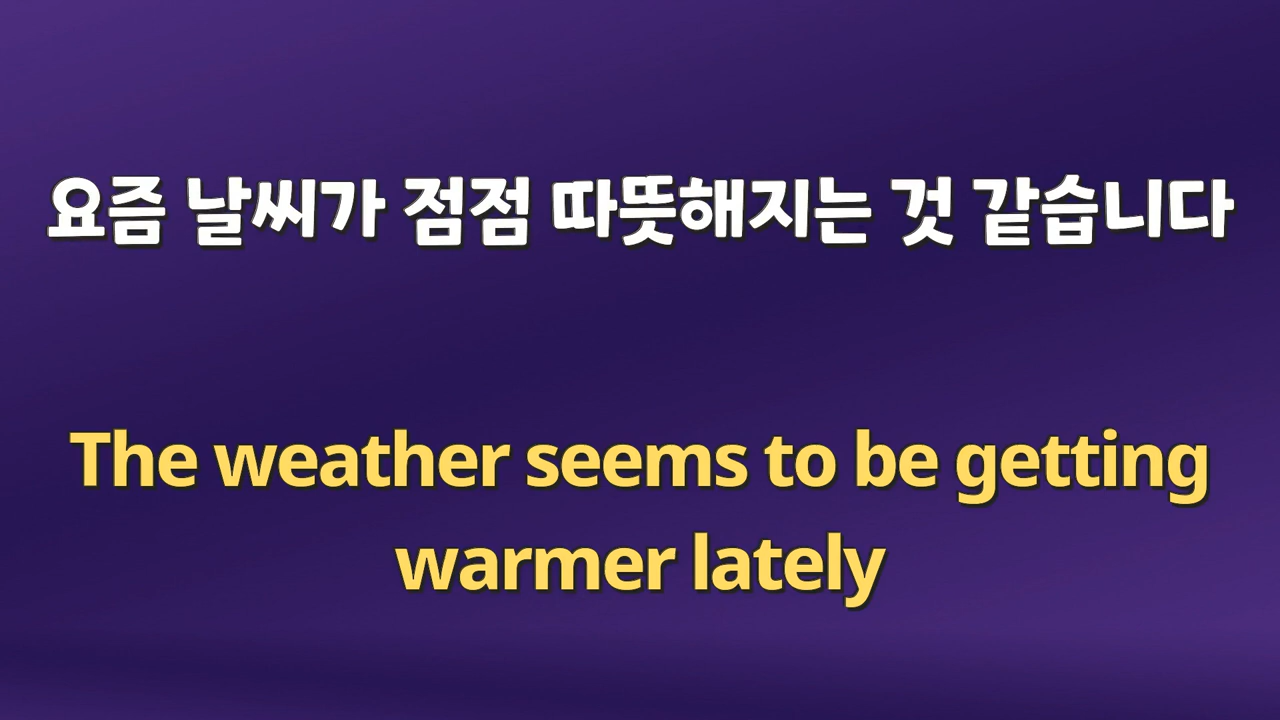 요즘 날씨가 점점 따뜻해지는 것 같습니다
The weather seems to be getting
warmer lately